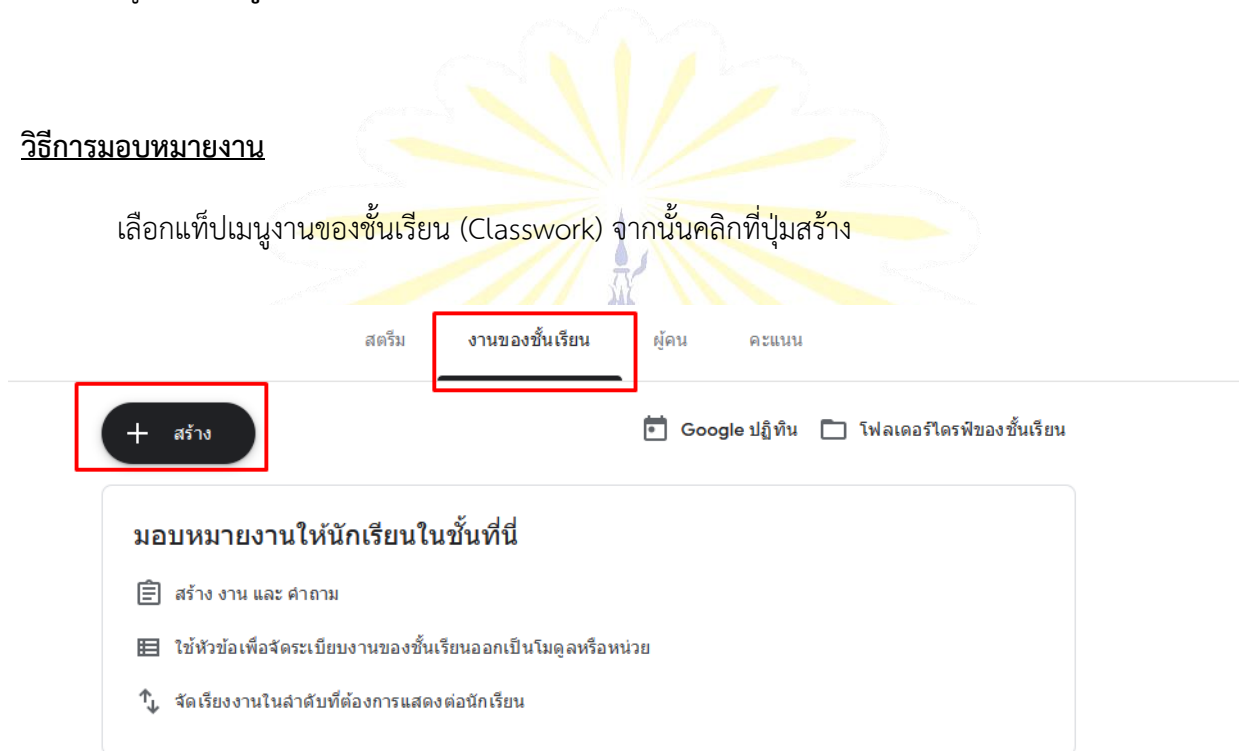 วิธีการมอบหมายงาน
เลือกแท็ปเมนูงานของชั้นเรียน (Classwork) จากนั้นคลิกที่ปุ่มสร้าง
สตรีม งานของชั้นเรียน ผู้คน คะแนน
สร้าง Google ปฏิทิน โฟลเดอร์ไดรฟ์ของชั้นเรียน
มอบหมายงานให้นักเรียนในชั้นที่นี่
สร้าง งาน และ คำถาม
ใช้หัวข้อเพื่อจัดระเบียบงานของชั้นเรียนออกเป็นโมดูลหรือหน่วย
จัดเรียงงานในลำดับที่ต้องการแสดงต่อนักเรียน